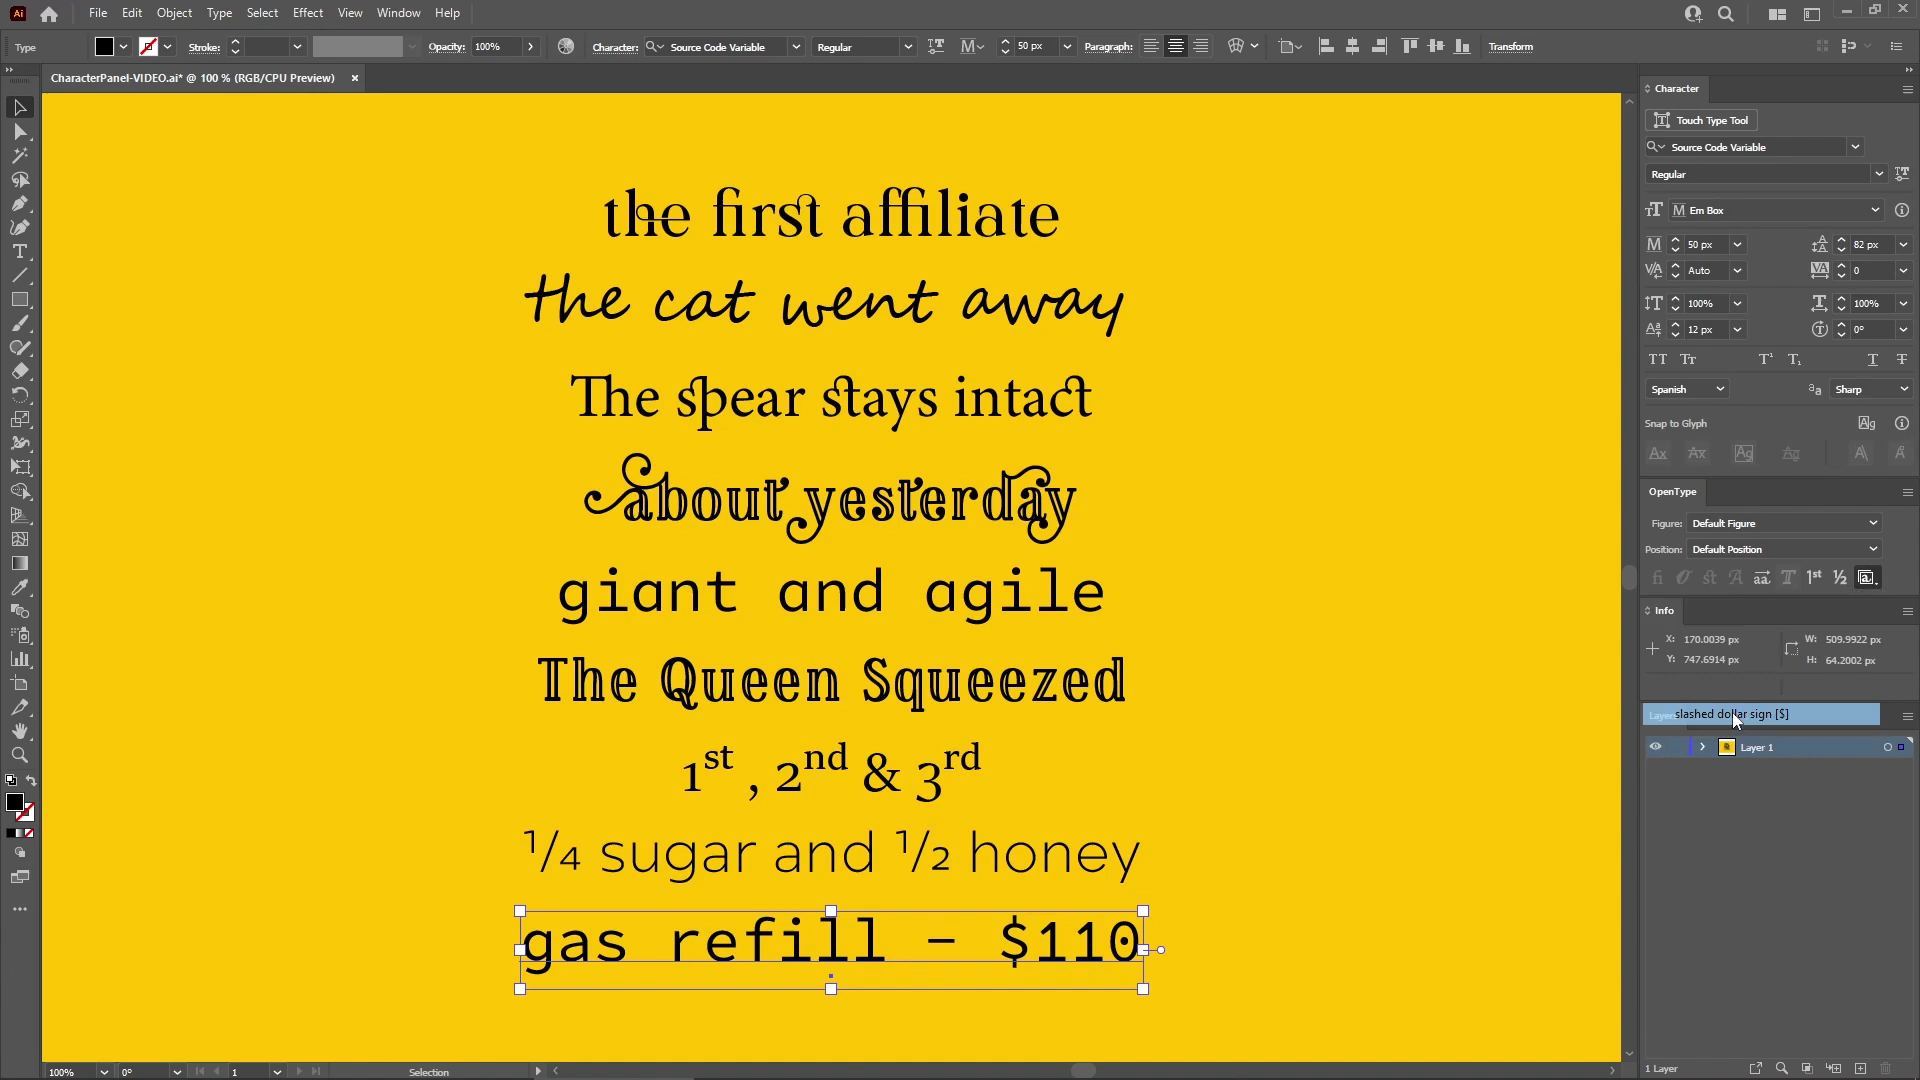 File Edit Object Type Select Effect View Window Help
Type Stroke: Opacity: 100% Character: Source Code Variable Regular 50 px Paragraph: Transform
CharacterPanel-VIDEO.ai* @ 100 % (RGB/CPU Preview)
Character
Touch Type Tool
Source Code Variable
Regular
Em Box
50 px 82 px
Auto 0
100% 100%
12 px 0°
Spanish Sharp
Snap to Glyph
OpenType
Figure: Default Figure
Position: Default Position
Info
X: 170.0039 px W: 509.9922 px
Y: 747.6914 px H: 64.2002 px
slashed dollar sign [$]
Layer 1
1 Layer
the first affiliate
the cat went away
The spear stays intact
about yesterday
giant and agile
The Queen Squeezed
1st , 2nd & 3rd
1/4 sugar and 1/2 honey
gas refill - $110
100% 0° 1 Selection